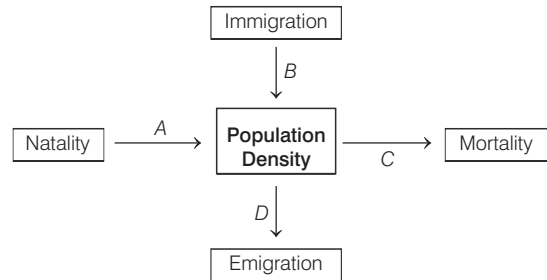 Immigration
B
Natality
A
Population
Density
C
Mortality
D
Emigration